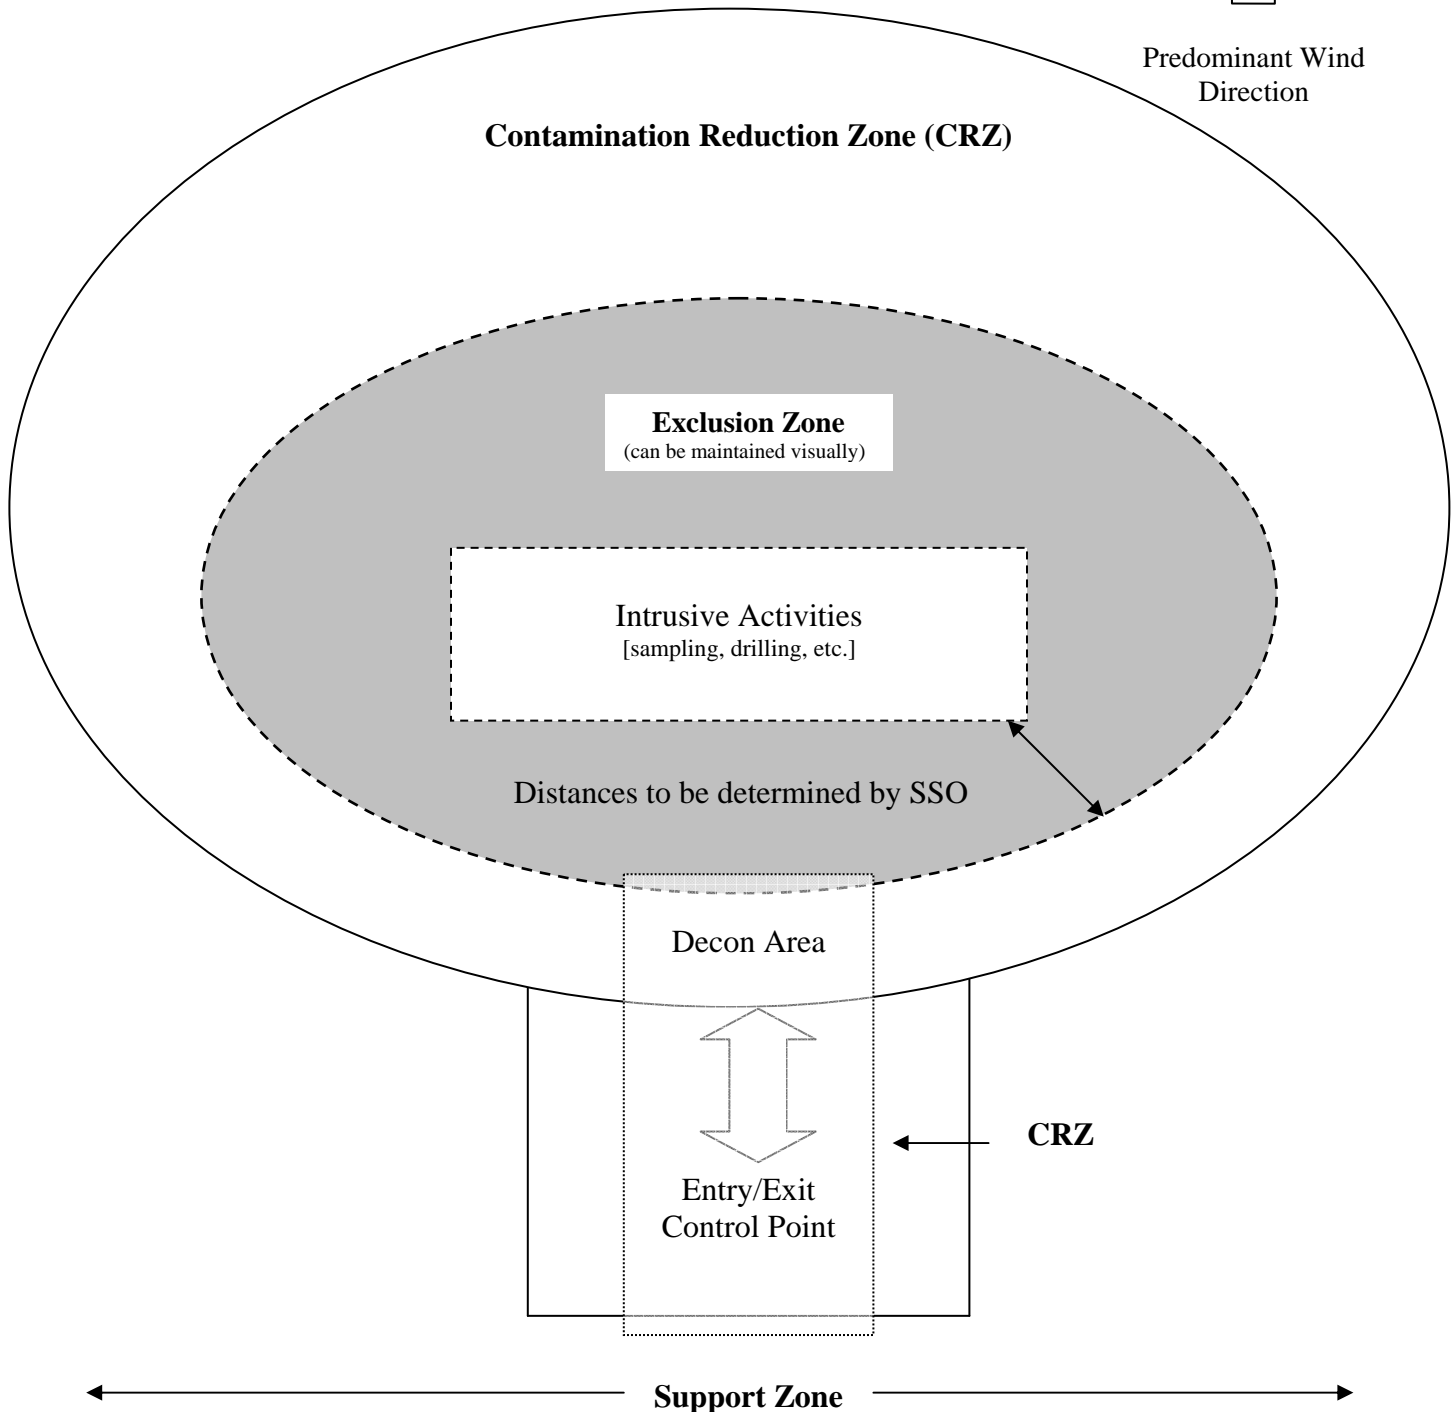 Predominant Wind
Direction
Contamination Reduction Zone (CRZ)
Exclusion Zone
(can be maintained visually)
Intrusive Activities
[sampling, drilling, etc.]
Distances to be determined by SSO
Decon Area
CRZ
Entry/Exit
Control Point
Support Zone